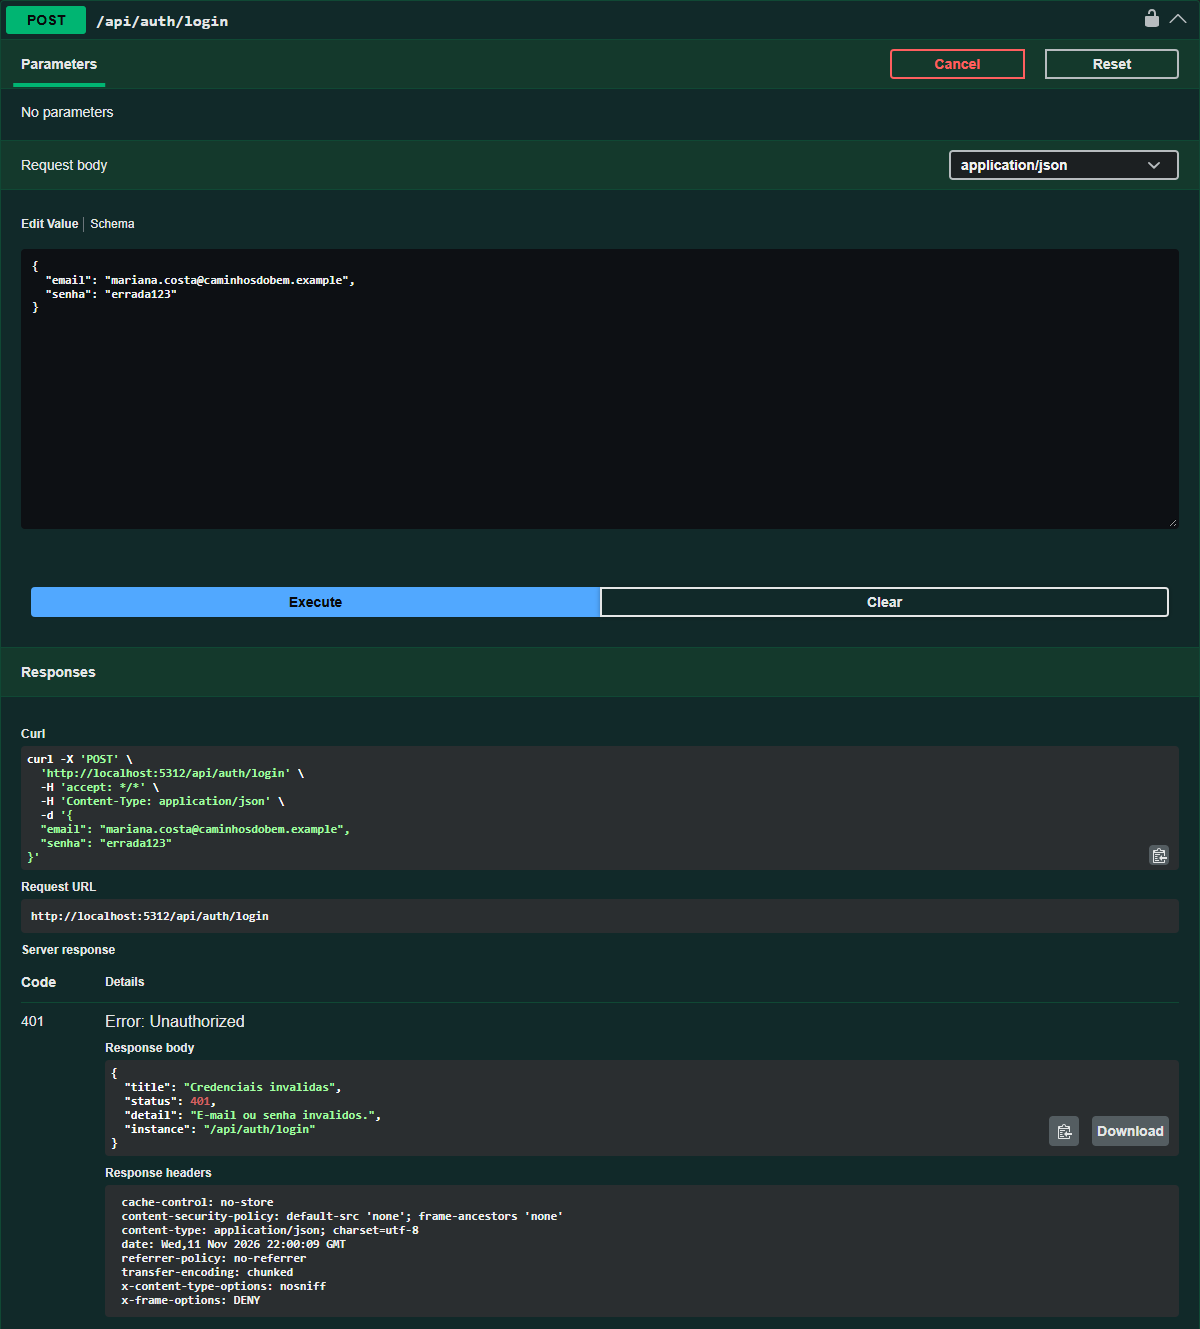 POST /api/auth/login
Parameters
Cancel
Reset
No parameters
Request body
application/json
Edit Value | Schema
{
  "email": "mariana.costa@caminhosdobem.example",
  "senha": "errada123"
}
Execute
Clear
Responses
Curl
curl -X 'POST' \
  'http://localhost:5312/api/auth/login' \
  -H 'accept: */*' \
  -H 'Content-Type: application/json' \
  -d '{
  "email": "mariana.costa@caminhosdobem.example",
  "senha": "errada123"
}'
Request URL
http://localhost:5312/api/auth/login
Server response
Code Details
401 Error: Unauthorized
Response body
{
  "title": "Credenciais invalidas",
  "status": 401,
  "detail": "E-mail ou senha invalidos.",
  "instance": "/api/auth/login"
}
Download
Response headers
cache-control: no-store
content-security-policy: default-src 'none'; frame-ancestors 'none'
content-type: application/json; charset=utf-8
date: Wed,11 Nov 2026 22:00:09 GMT
referrer-policy: no-referrer
transfer-encoding: chunked
x-content-type-options: nosniff
x-frame-options: DENY